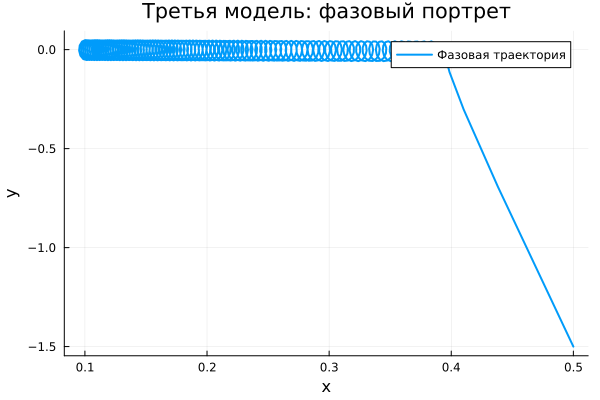 Третья модель: фазовый портрет
0.0
Фазовая траектория
−0.5
y
−1.0
−1.5
0.1 0.2 0.3 0.4 0.5
x